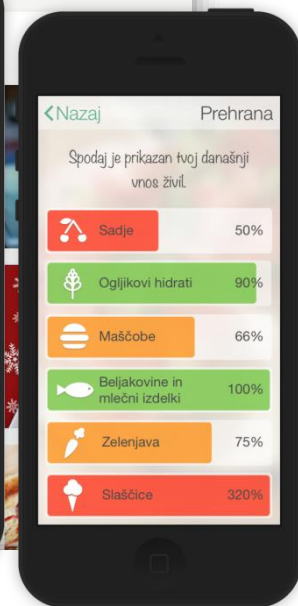 <Nazaj Prehrana
Spodaj je prikazan tvoj današnji
vnos živil.
Sadje 50%
Ogljikovi hidrati 90%
Maščobe 66%
Beljakovine in
mlečni izdelki 100%
Zelenjava 75%
Slaščice 320%